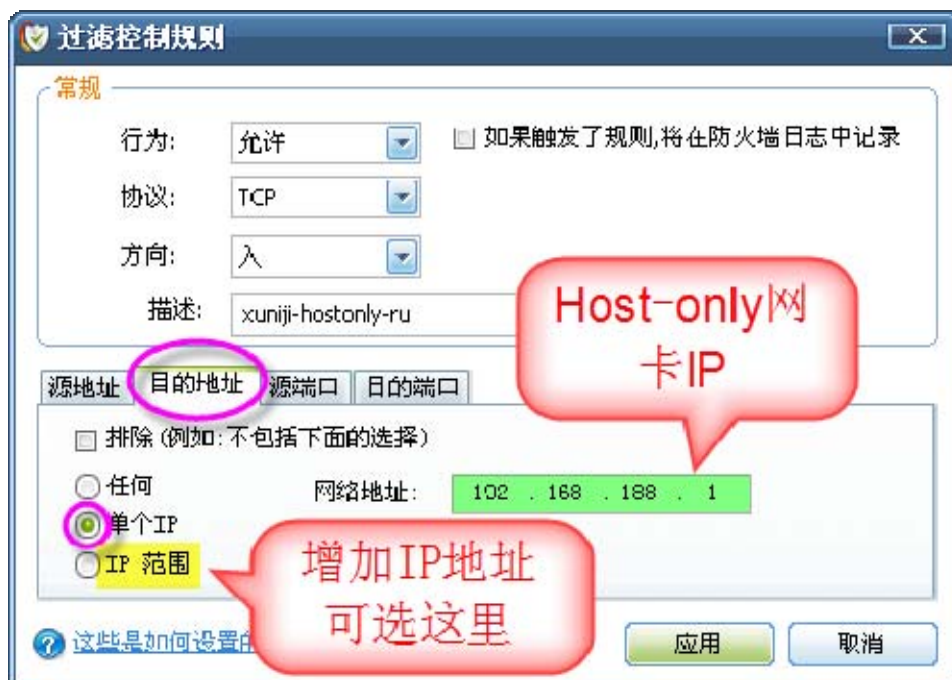 过滤控制规则
常规
行为:
允许
如果触发了规则,将在防火墙日志中记录
协议:
TCP
方向:
入
描述:
xuniji-hostonly-ru
Host-only网
卡IP
源地址
目的地址
源端口
目的端口
排除(例如:不包括下面的选择)
任何
网络地址:
102 . 168 . 188 . 1
单个IP
IP 范围
增加IP地址
可选这里
这些是如何设置的
应用
取消